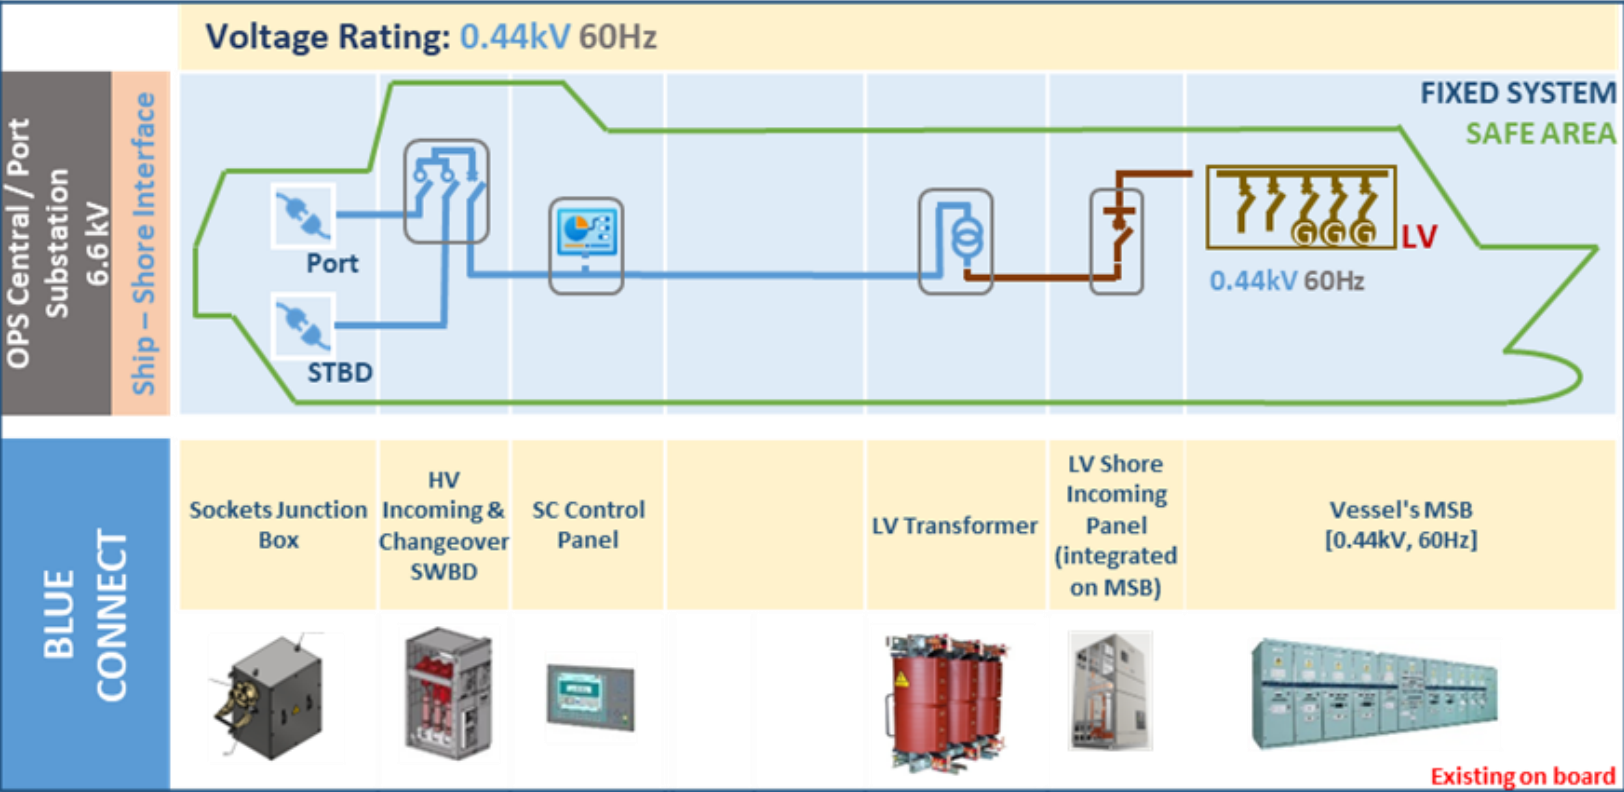 Voltage Rating: 0.44kV 60Hz
OPS Central / Port
Substation
6.6 kV
Ship – Shore Interface
FIXED SYSTEM
SAFE AREA
Port
STBD
G G G
LV
0.44kV 60Hz
BLUE
CONNECT
Sockets Junction
Box
HV
Incoming &
Changeover
SWBD
SC Control
Panel
LV Transformer
LV Shore
Incoming
Panel
(integrated
on MSB)
Vessel's MSB
[0.44kV, 60Hz]
Existing on board